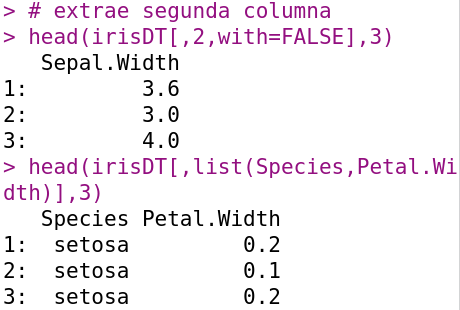 > # extrae segunda columna
> head(irisDT[,2,with=FALSE],3)
   Sepal.Width
1:         3.6
2:         3.0
3:         4.0
> head(irisDT[,list(Species,Petal.Wi
dth)],3)
   Species Petal.Width
1:  setosa         0.2
2:  setosa         0.1
3:  setosa         0.2